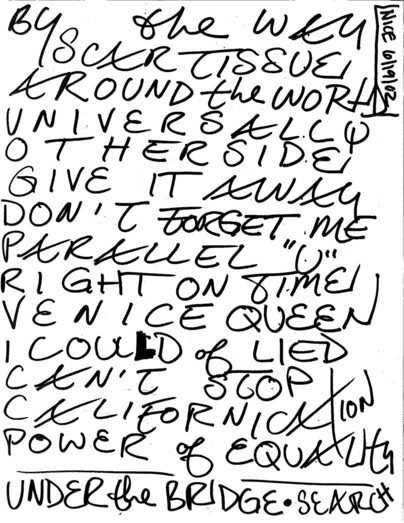 BY the WAY
NICE 6/19/02
SCAR TISSUE
AROUND the WORLD
UNIVERSALLY
OTHERSIDE
GIVE IT AWAY
DON'T FORGET ME
PARALLEL "U"
RIGHT ON TIME
VENICE QUEEN
I COULD of LIED
CAN'T STOP
CALIFORNICATION
POWER of EQUALITY
UNDER the BRIDGE • SEARCH